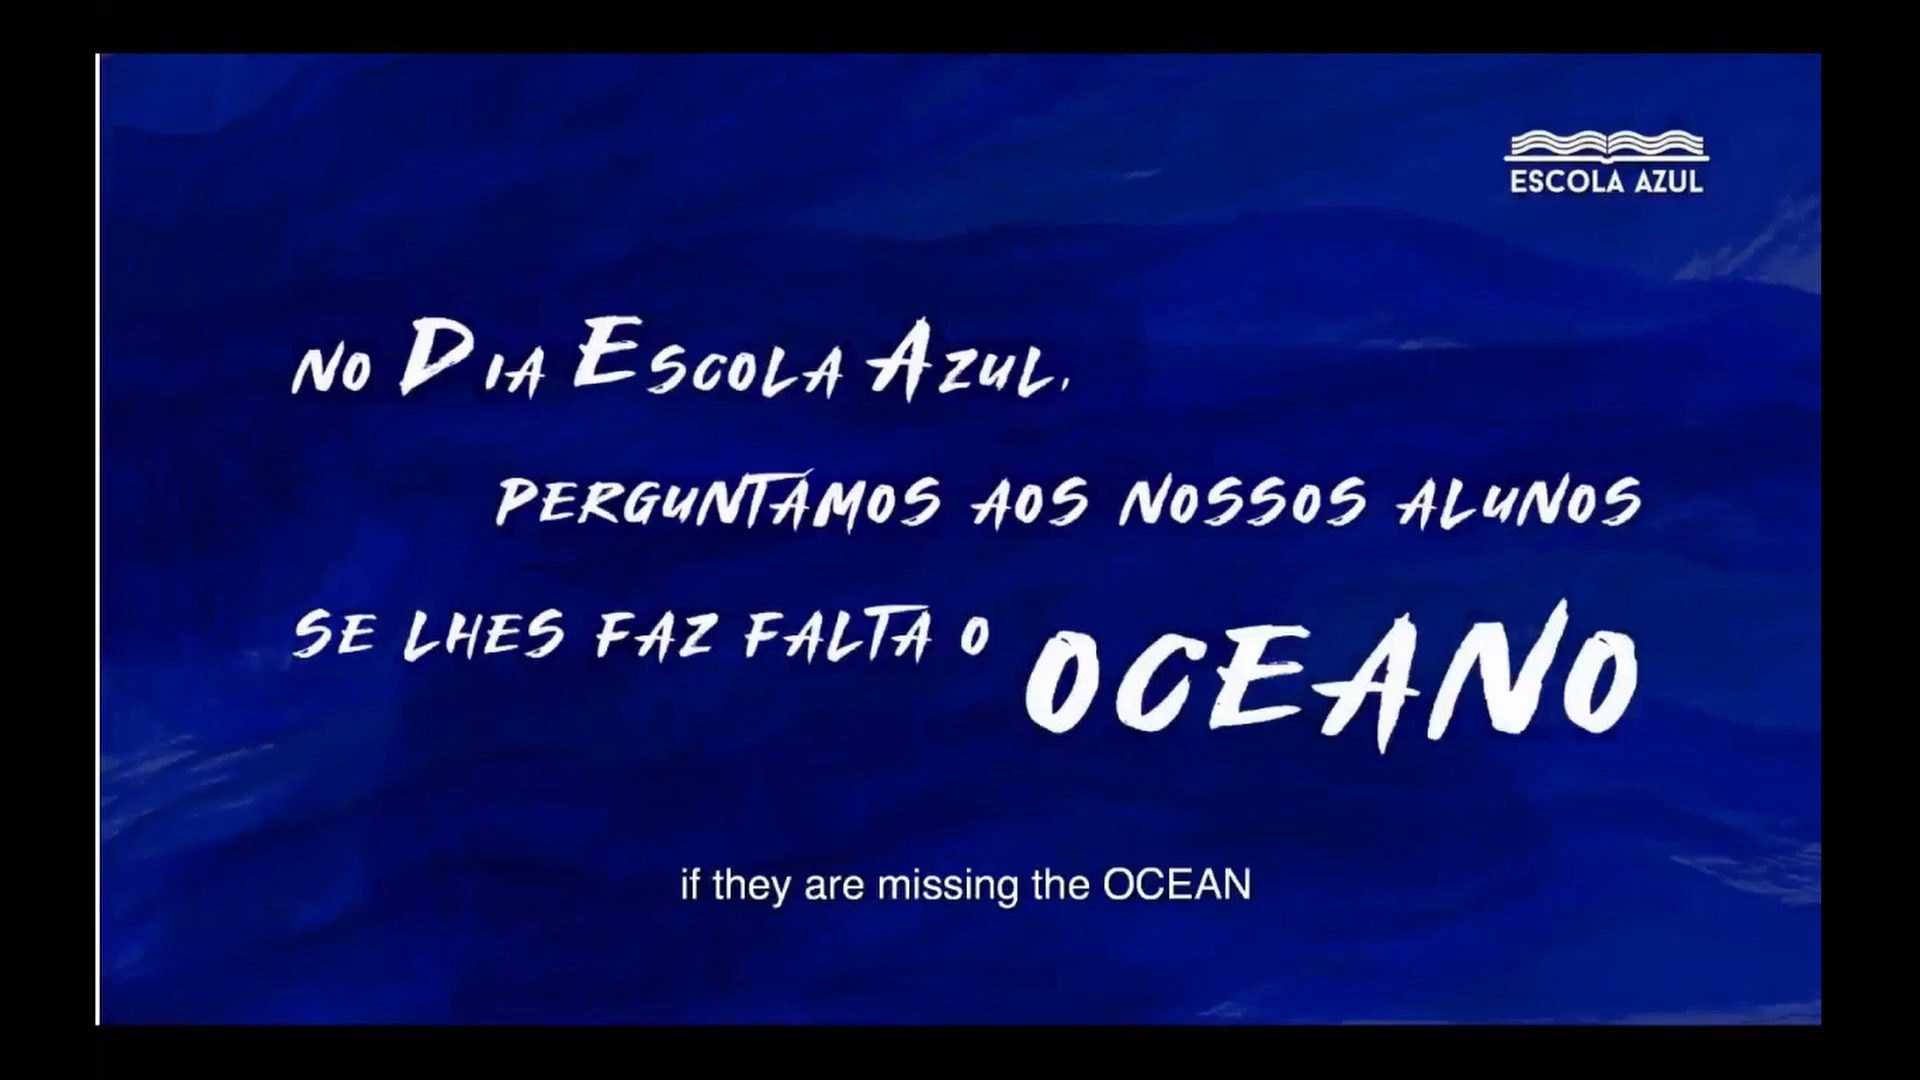 ESCOLA AZUL
NO DIA ESCOLA AZUL,
PERGUNTÁMOS AOS NOSSOS ALUNOS
SE LHES FAZ FALTA O OCEANO
if they are missing the OCEAN